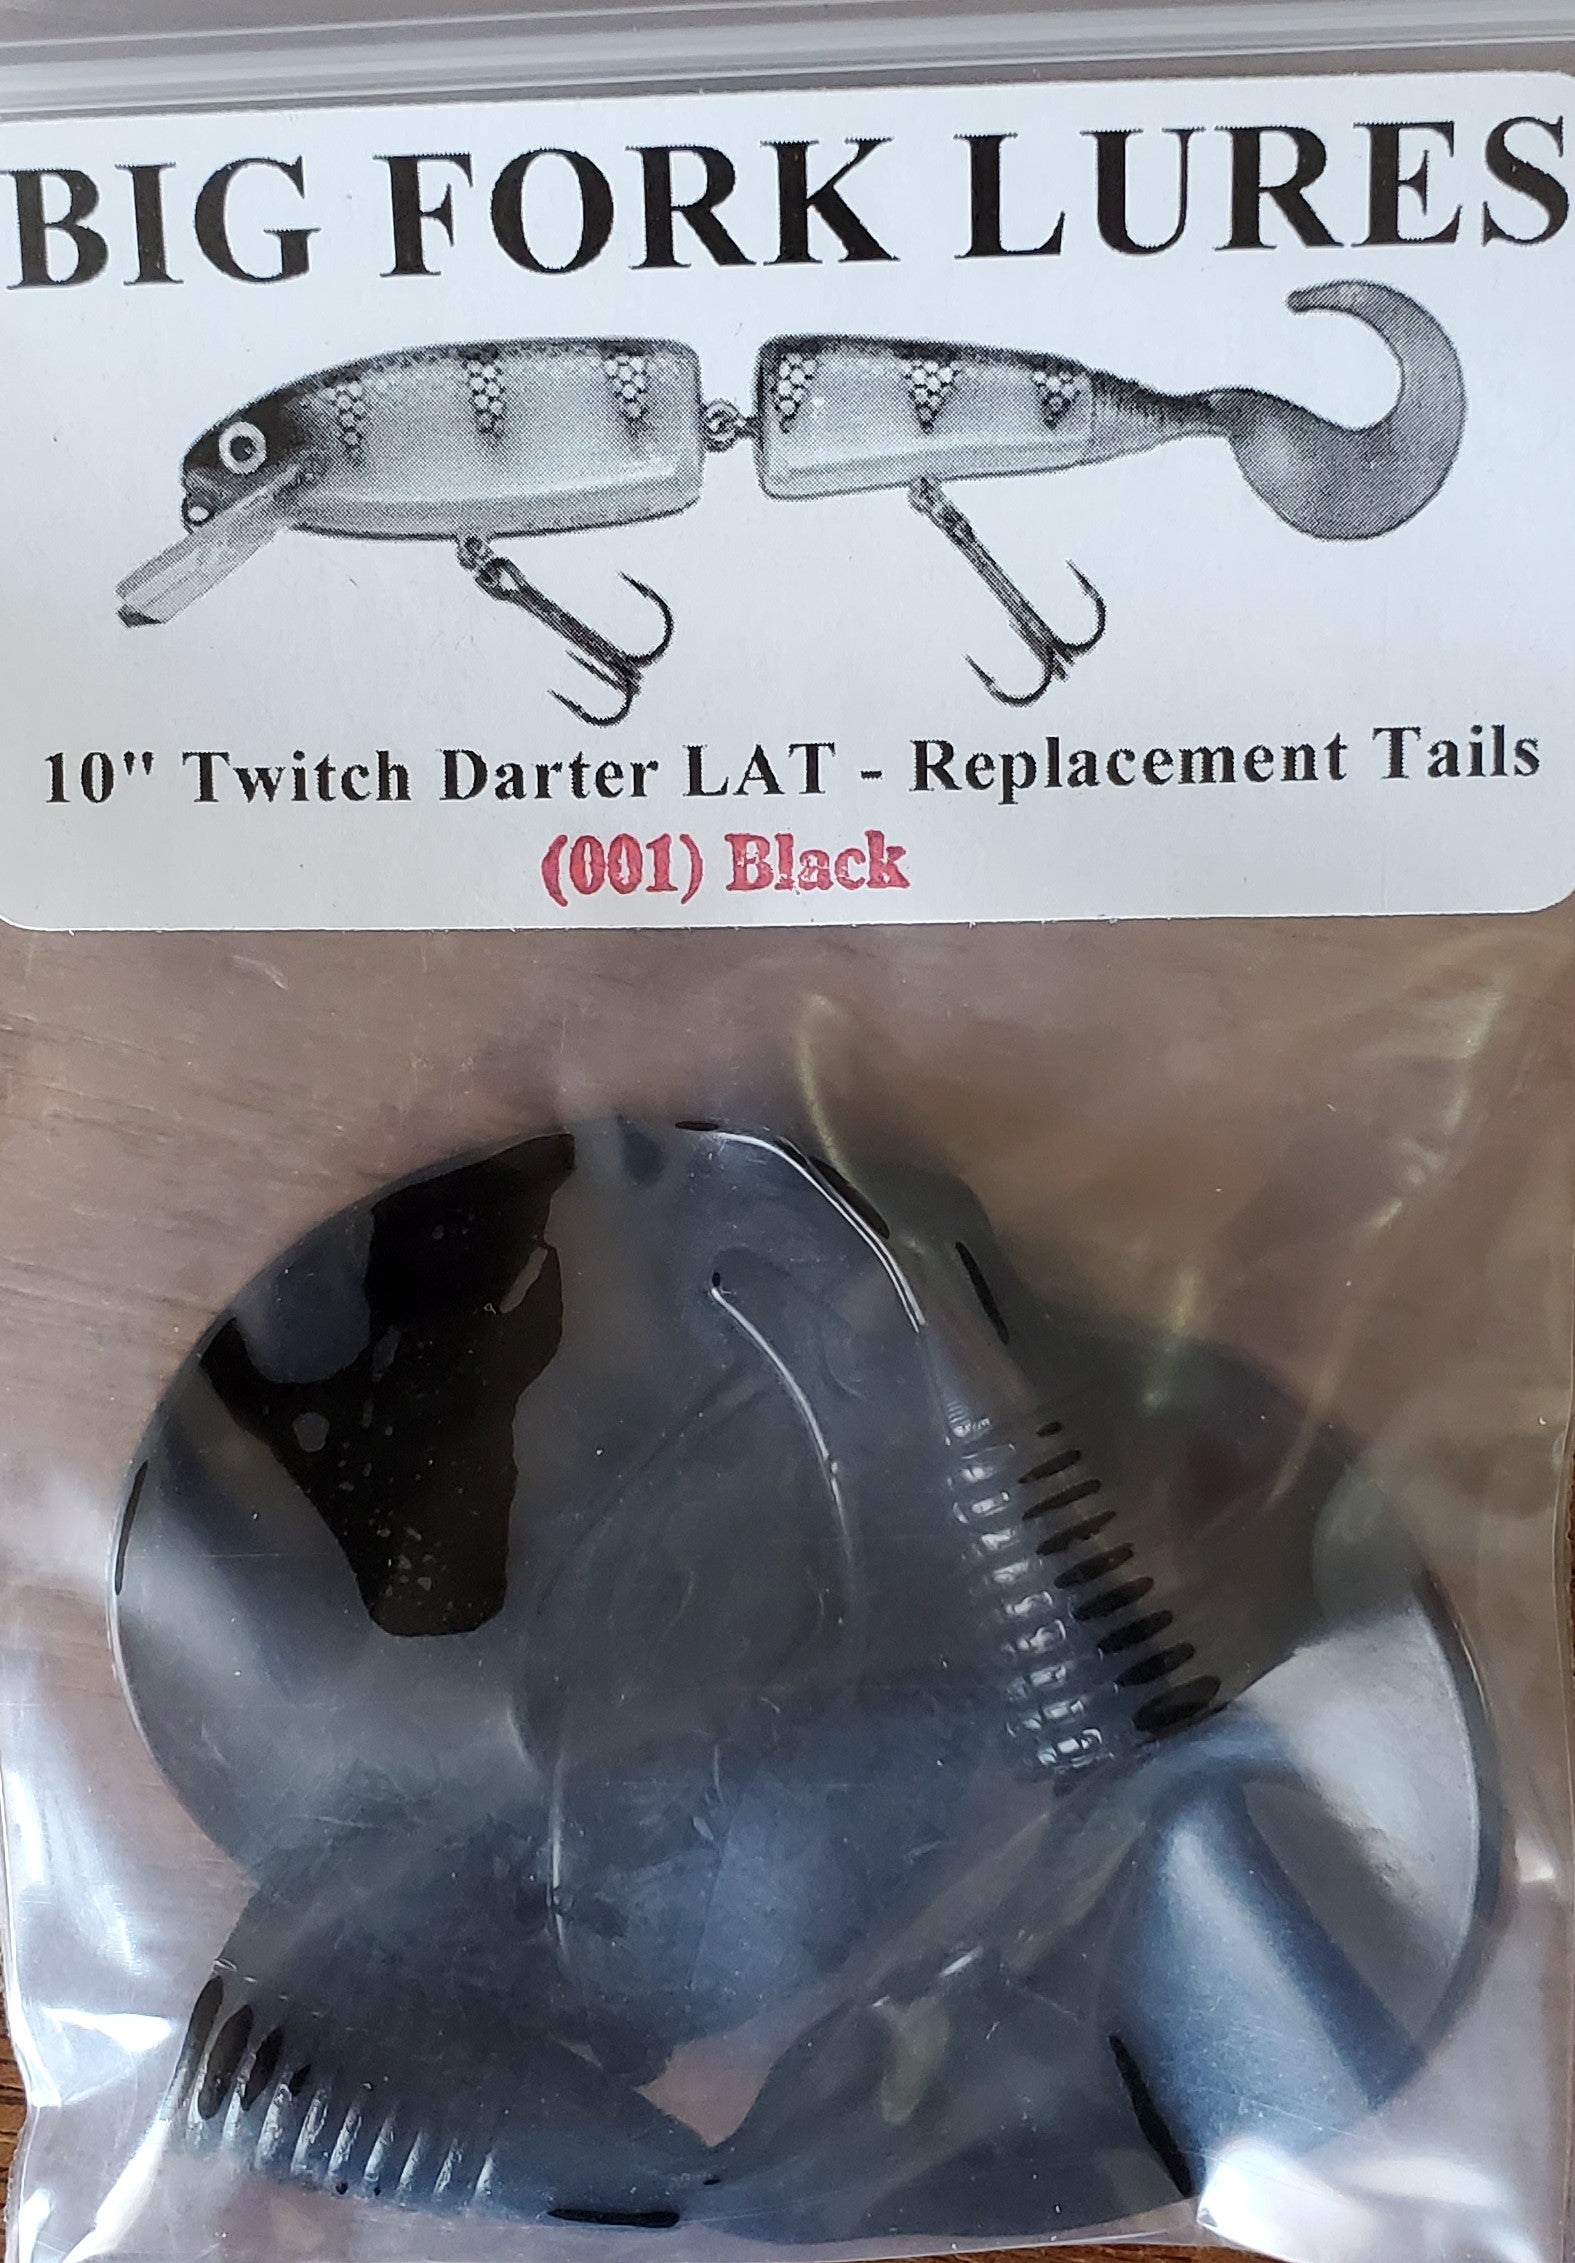 BIG FORK LURES
10" Twitch Darter LAT - Replacement Tails
(001) Black